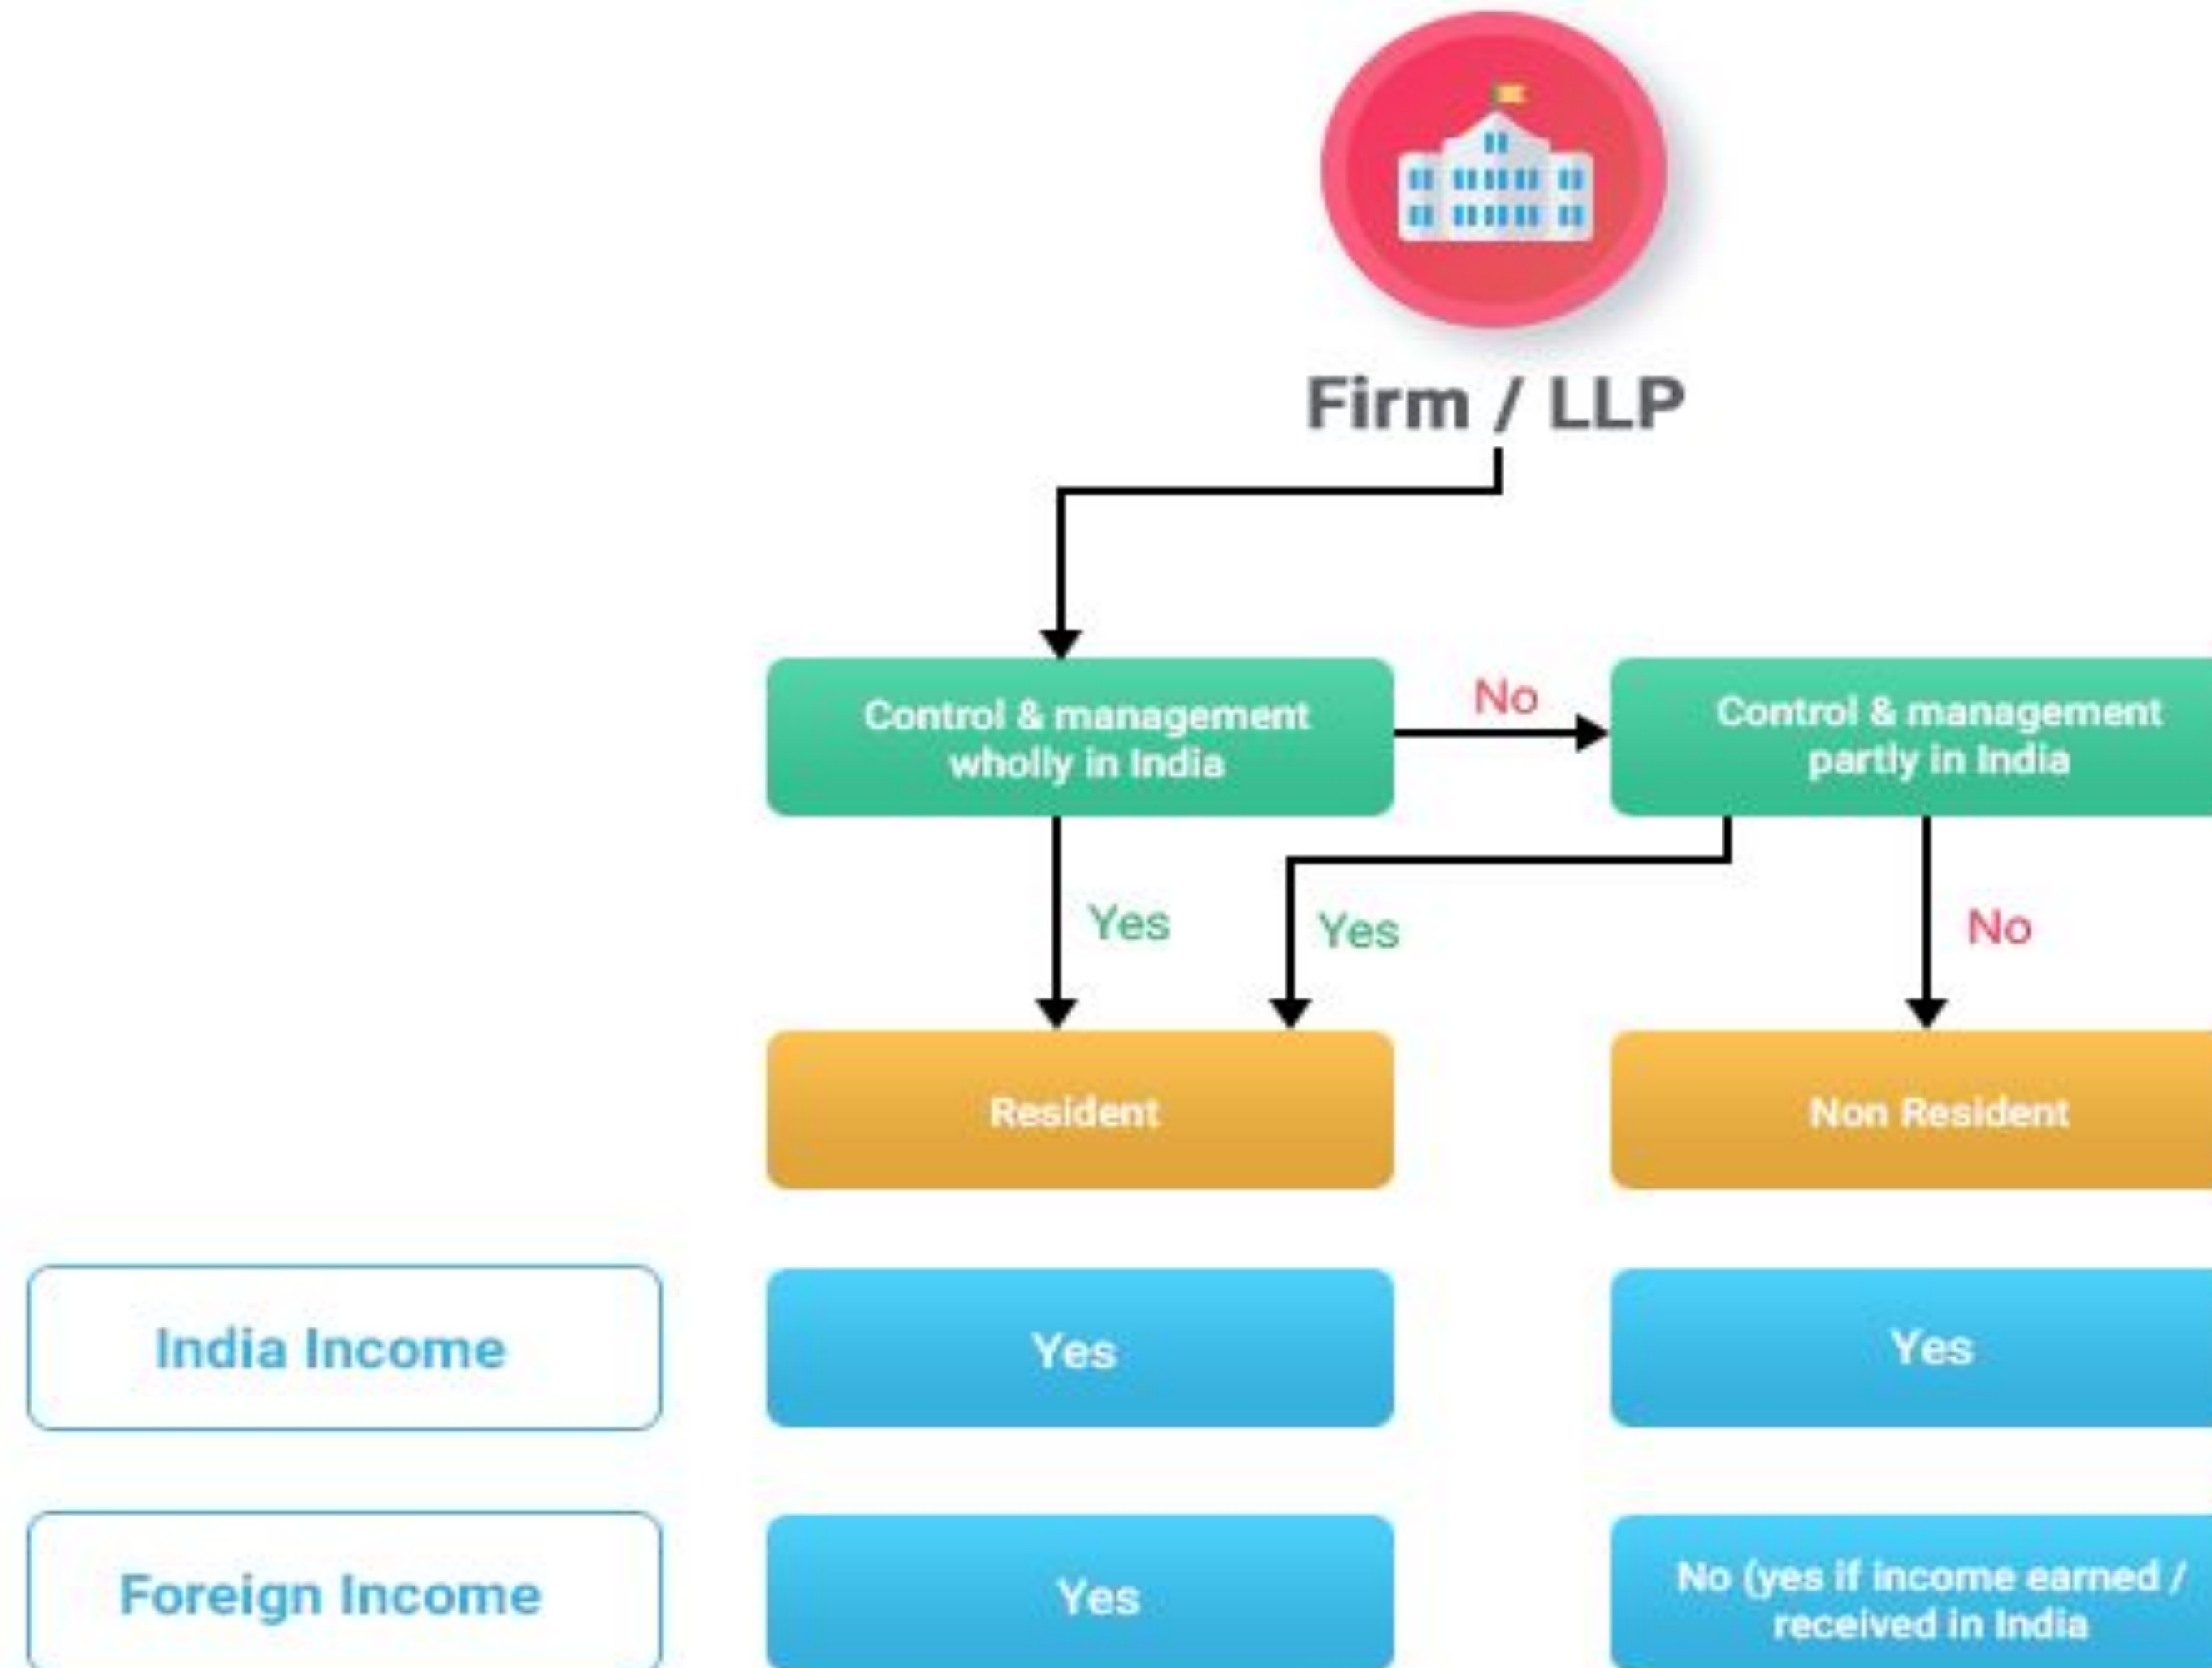 Firm / LLP
Control & management
wholly in India
No
Control & management
partly in India
Yes
Yes
No
Resident
Non Resident
India Income
Yes
Yes
Foreign Income
Yes
No (yes if income earned /
received in India